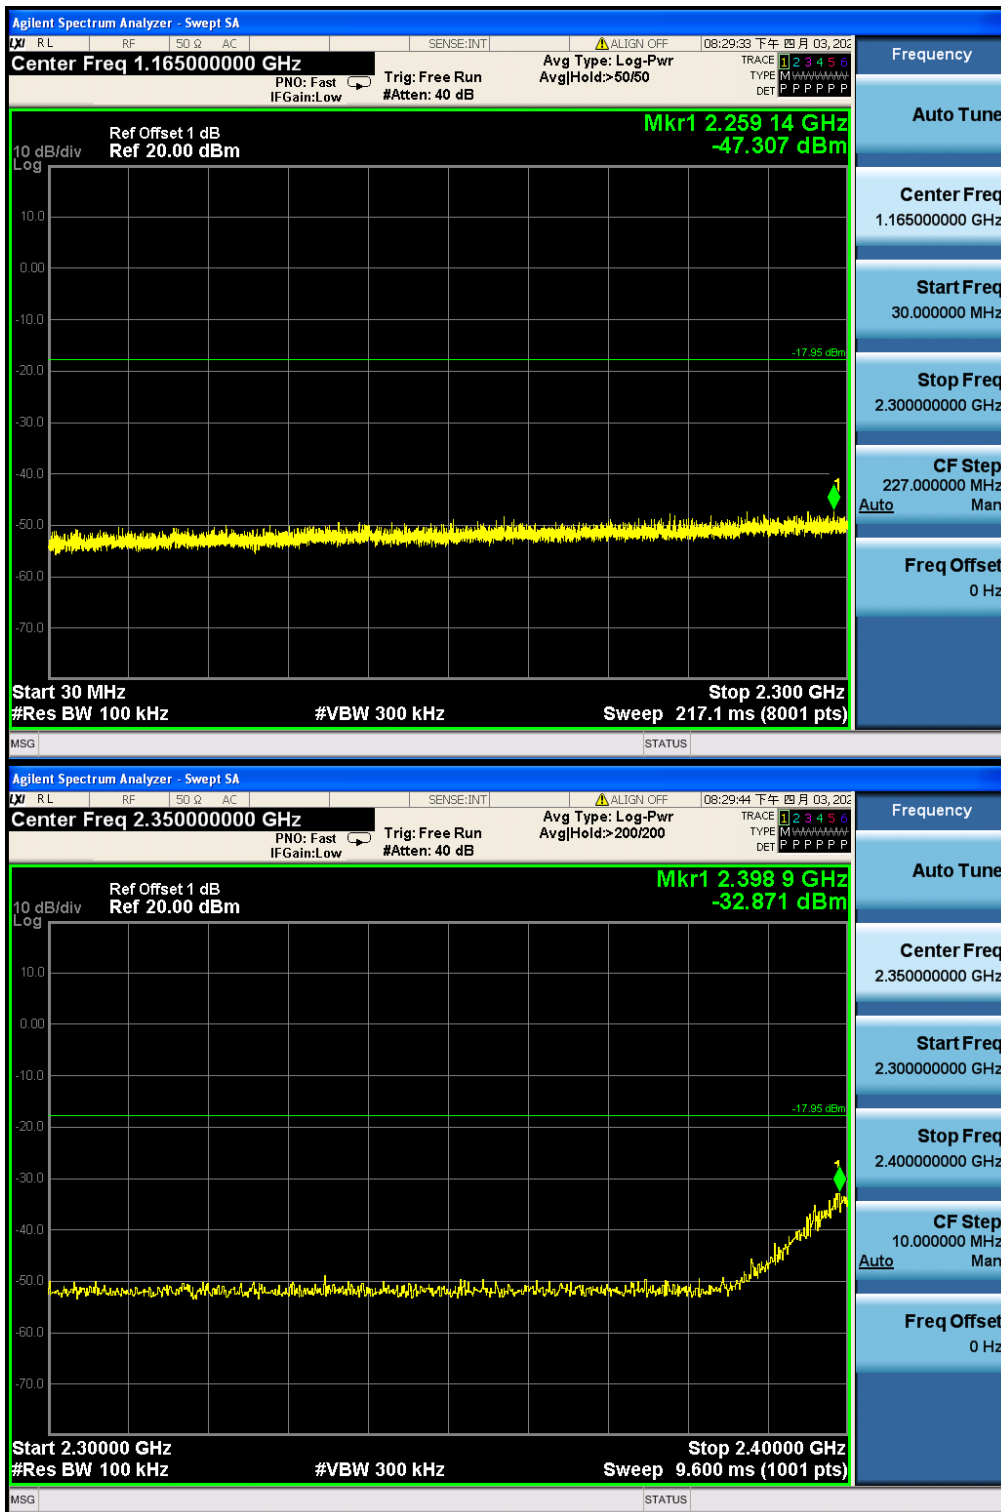 Agilent Spectrum Analyzer - Swept SA
LXI RL RF 50 Ω AC SENSE:INT ALIGN OFF 08:29:33 下午 四月 03, 202
Center Freq 1.165000000 GHz
PNO: Fast
IFGain:Low
Trig: Free Run
#Atten: 40 dB
Avg Type: Log-Pwr
Avg|Hold:>50/50
TRACE 1 2 3 4 5 6
TYPE M
DET P P P P P P
Mkr1 2.259 14 GHz
-47.307 dBm
Ref Offset 1 dB
10 dB/div Ref 20.00 dBm
Log
10.0
0.00
-10.0
-17.95 dBm
-20.0
-30.0
-40.0
1
-50.0
-60.0
-70.0
Start 30 MHz Stop 2.300 GHz
#Res BW 100 kHz #VBW 300 kHz Sweep 217.1 ms (8001 pts)
MSG STATUS
Frequency
Auto Tune
Center Freq
1.165000000 GHz
Start Freq
30.000000 MHz
Stop Freq
2.300000000 GHz
CF Step
227.000000 MHz
Auto Man
Freq Offset
0 Hz
Agilent Spectrum Analyzer - Swept SA
LXI RL RF 50 Ω AC SENSE:INT ALIGN OFF 08:29:44 下午 四月 03, 202
Center Freq 2.350000000 GHz
PNO: Fast
IFGain:Low
Trig: Free Run
#Atten: 40 dB
Avg Type: Log-Pwr
Avg|Hold:>200/200
TRACE 1 2 3 4 5 6
TYPE M
DET P P P P P P
Mkr1 2.398 9 GHz
-32.871 dBm
Ref Offset 1 dB
10 dB/div Ref 20.00 dBm
Log
10.0
0.00
-10.0
-17.95 dBm
-20.0
1
-30.0
-40.0
-50.0
-60.0
-70.0
Start 2.30000 GHz Stop 2.40000 GHz
#Res BW 100 kHz #VBW 300 kHz Sweep 9.600 ms (1001 pts)
MSG STATUS
Frequency
Auto Tune
Center Freq
2.350000000 GHz
Start Freq
2.300000000 GHz
Stop Freq
2.400000000 GHz
CF Step
10.000000 MHz
Auto Man
Freq Offset
0 Hz